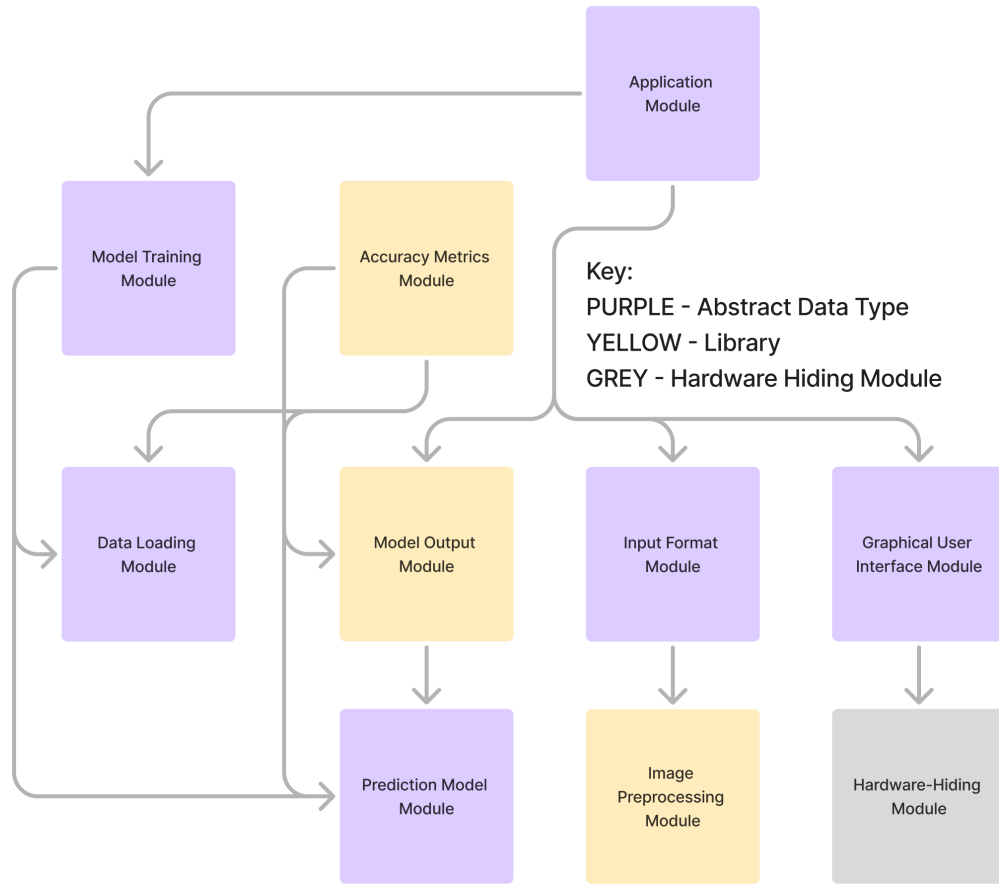 Application
Module
Model Training
Module
Accuracy Metrics
Module
Key:
PURPLE - Abstract Data Type
YELLOW - Library
GREY - Hardware Hiding Module
Data Loading
Module
Model Output
Module
Input Format
Module
Graphical User
Interface Module
Prediction Model
Module
Image
Preprocessing
Module
Hardware-Hiding
Module